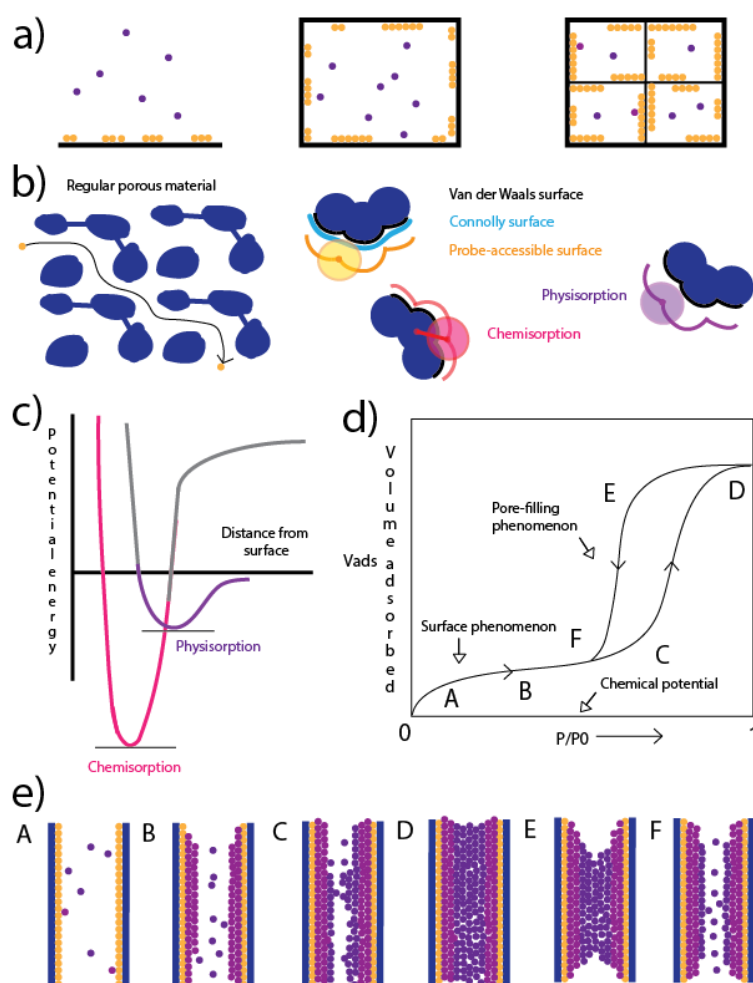 a)
b)
Regular porous material
Van der Waals surface
Connolly surface
Probe-accessible surface
Physisorption
Chemisorption
c)
Potential energy
Distance from
surface
Physisorption
Chemisorption
d)
Volume adsorbed
Vads
E
D
Pore-filling
phenomenon
Surface phenomenon
F
C
A
B
Chemical potential
0
P/P0
1
e)
A
B
C
D
E
F